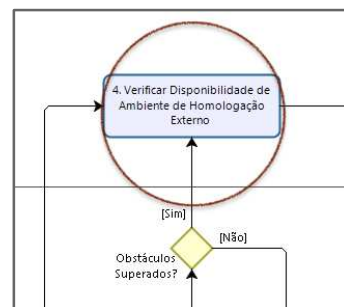 4. Verificar Disponibilidade de
Ambiente de Homologação
Externo
[Sim]
[Não]
Obstáculos
Superados?